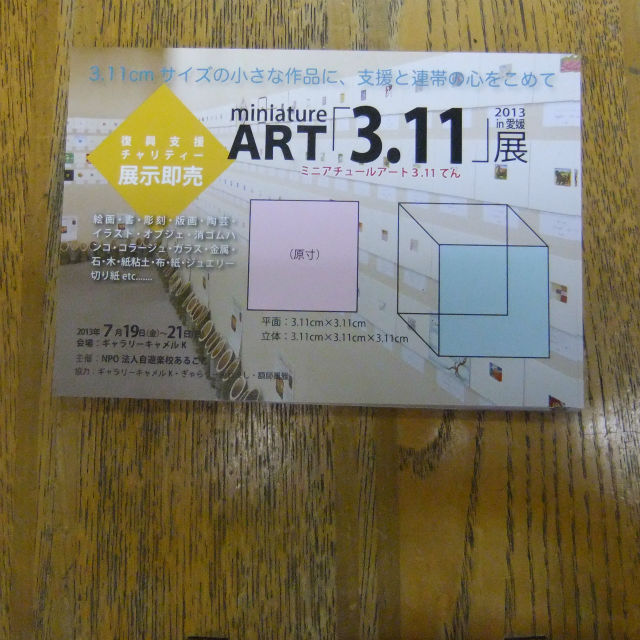 3.11cmサイズの小さな作品に、支援と連帯の心をこめて
復興支援
チャリティー
展示即売
miniature
ART「3.11」展
2013
in 愛媛
ミニアチュールアート3.11てん
絵画・書・彫刻・版画・陶芸・
イラスト・オブジェ・消ゴムハ
ンコ・コラージュ・ガラス・金属・
石・木・紙粘土・布・紙・ジュエリー
切り紙 etc.......
(原寸)
平面：3.11cm×3.11cm
立体：3.11cm×3.11cm×3.11cm
2013年7月19日(金)～21日
会場：ギャラリーキャメルK
主催：NPO法人自遊楽校あるご
協力：ギャラリーキャメルK・ぎゃら